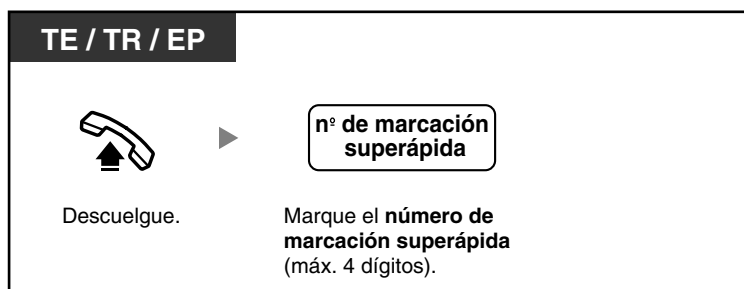 TE / TR / EP
nº de marcación
superápida
Descuelgue.
Marque el número de
marcación superápida
(máx. 4 dígitos).